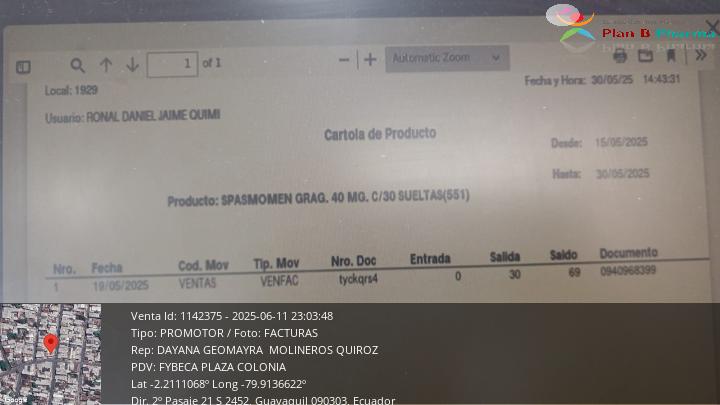 Plan B Pharma
1 of 1
Automatic Zoom
Fecha y Hora: 30/05/25 14:43:31
Local: 1929
Usuario: RONAL DANIEL JAIME QUIMI
Cartola de Producto
Desde: 15/05/2025
Hasta: 30/05/2025
Producto: SPASMOMEN GRAG. 40 MG. C/30 SUELTAS(551)
Nro. Fecha Cod. Mov Tip. Mov Nro. Doc Entrada Salida Saldo Documento
1 19/05/2025 VENTAS VENFAC tyckqrs4 0 30 69 0940968399
Venta Id: 1142375 - 2025-06-11 23:03:48
Tipo: PROMOTOR / Foto: FACTURAS
Rep: DAYANA GEOMAYRA MOLINEROS QUIROZ
PDV: FYBECA PLAZA COLONIA
Lat -2.2111068º Long -79.9136622º
Dir. 2º Pasaje 21 S 2452, Guayaquil 090303, Ecuador
Google